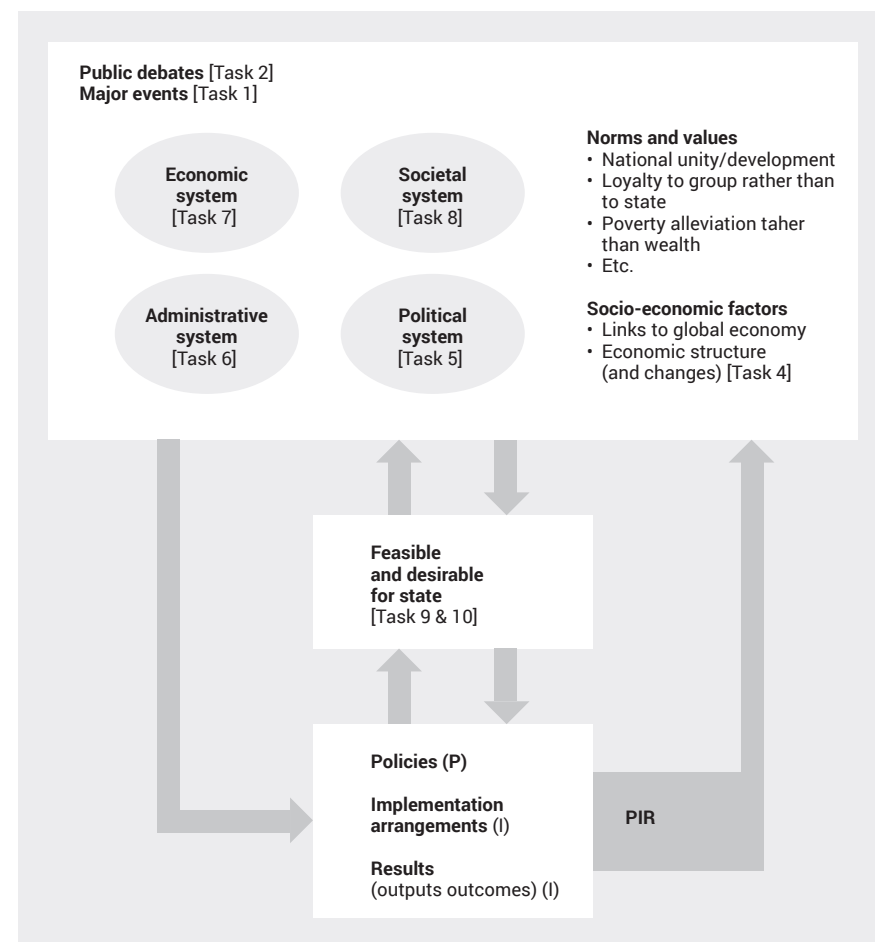 Public debates [Task 2]
Major events [Task 1]
Economic
system
[Task 7]
Societal
system
[Task 8]
Administrative
system
[Task 6]
Political
system
[Task 5]
Norms and values
• National unity/development
• Loyalty to group rather than
to state
• Poverty alleviation taher
than wealth
• Etc.
Socio-economic factors
• Links to global economy
• Economic structure
(and changes) [Task 4]
Feasible
and desirable
for state
[Task 9 & 10]
Policies (P)
Implementation
arrangements (I)
Results
(outputs outcomes) (I)
PIR